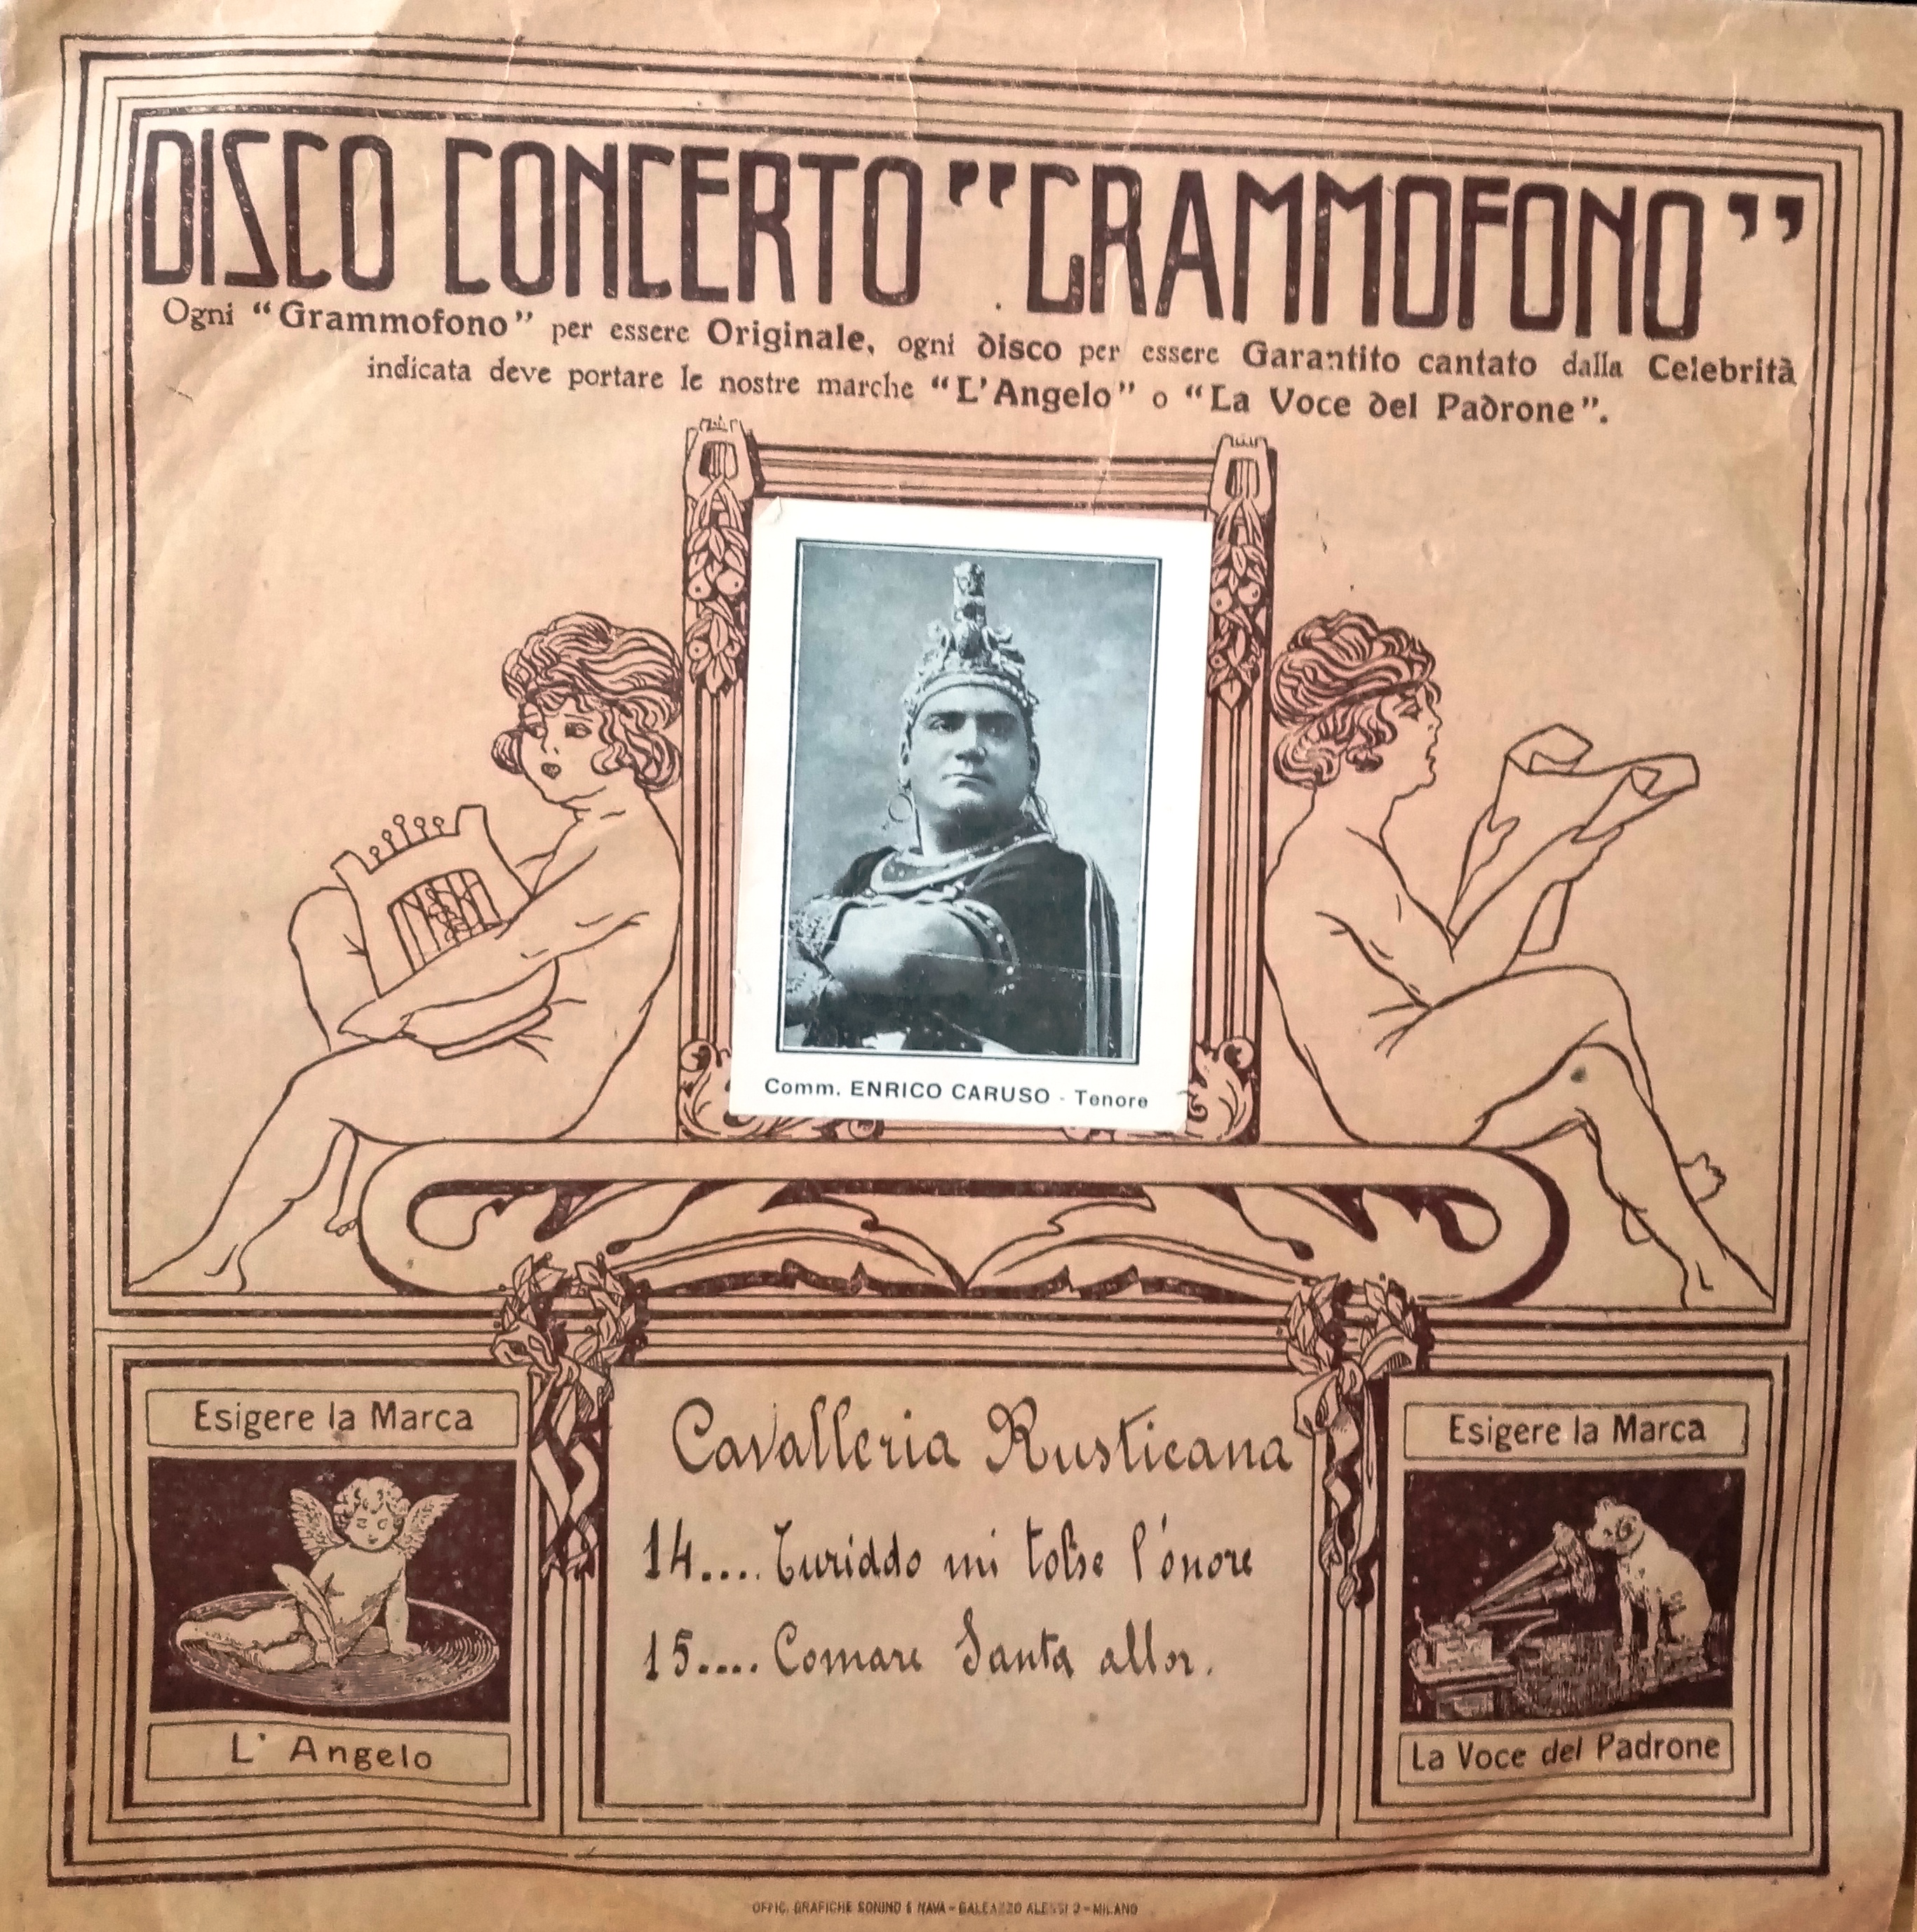 DISCO CONCERTO "GRAMMOFONO"
Ogni "Grammofono" per essere Originale, ogni disco per essere Garantito cantato dalla Celebrità
indicata deve portare le nostre marche "L'Angelo" o "La Voce del Padrone".
Comm. ENRICO CARUSO - Tenore
Esigere la Marca
L' Angelo
Cavalleria Rusticana
14.... Turiddo mi tolse l'onore
15.... Comare Santa allor.
Esigere la Marca
La Voce del Padrone
OFFIC. GRAFICHE SONINO E NAVA - GALEAZZO ALESSI - MILANO